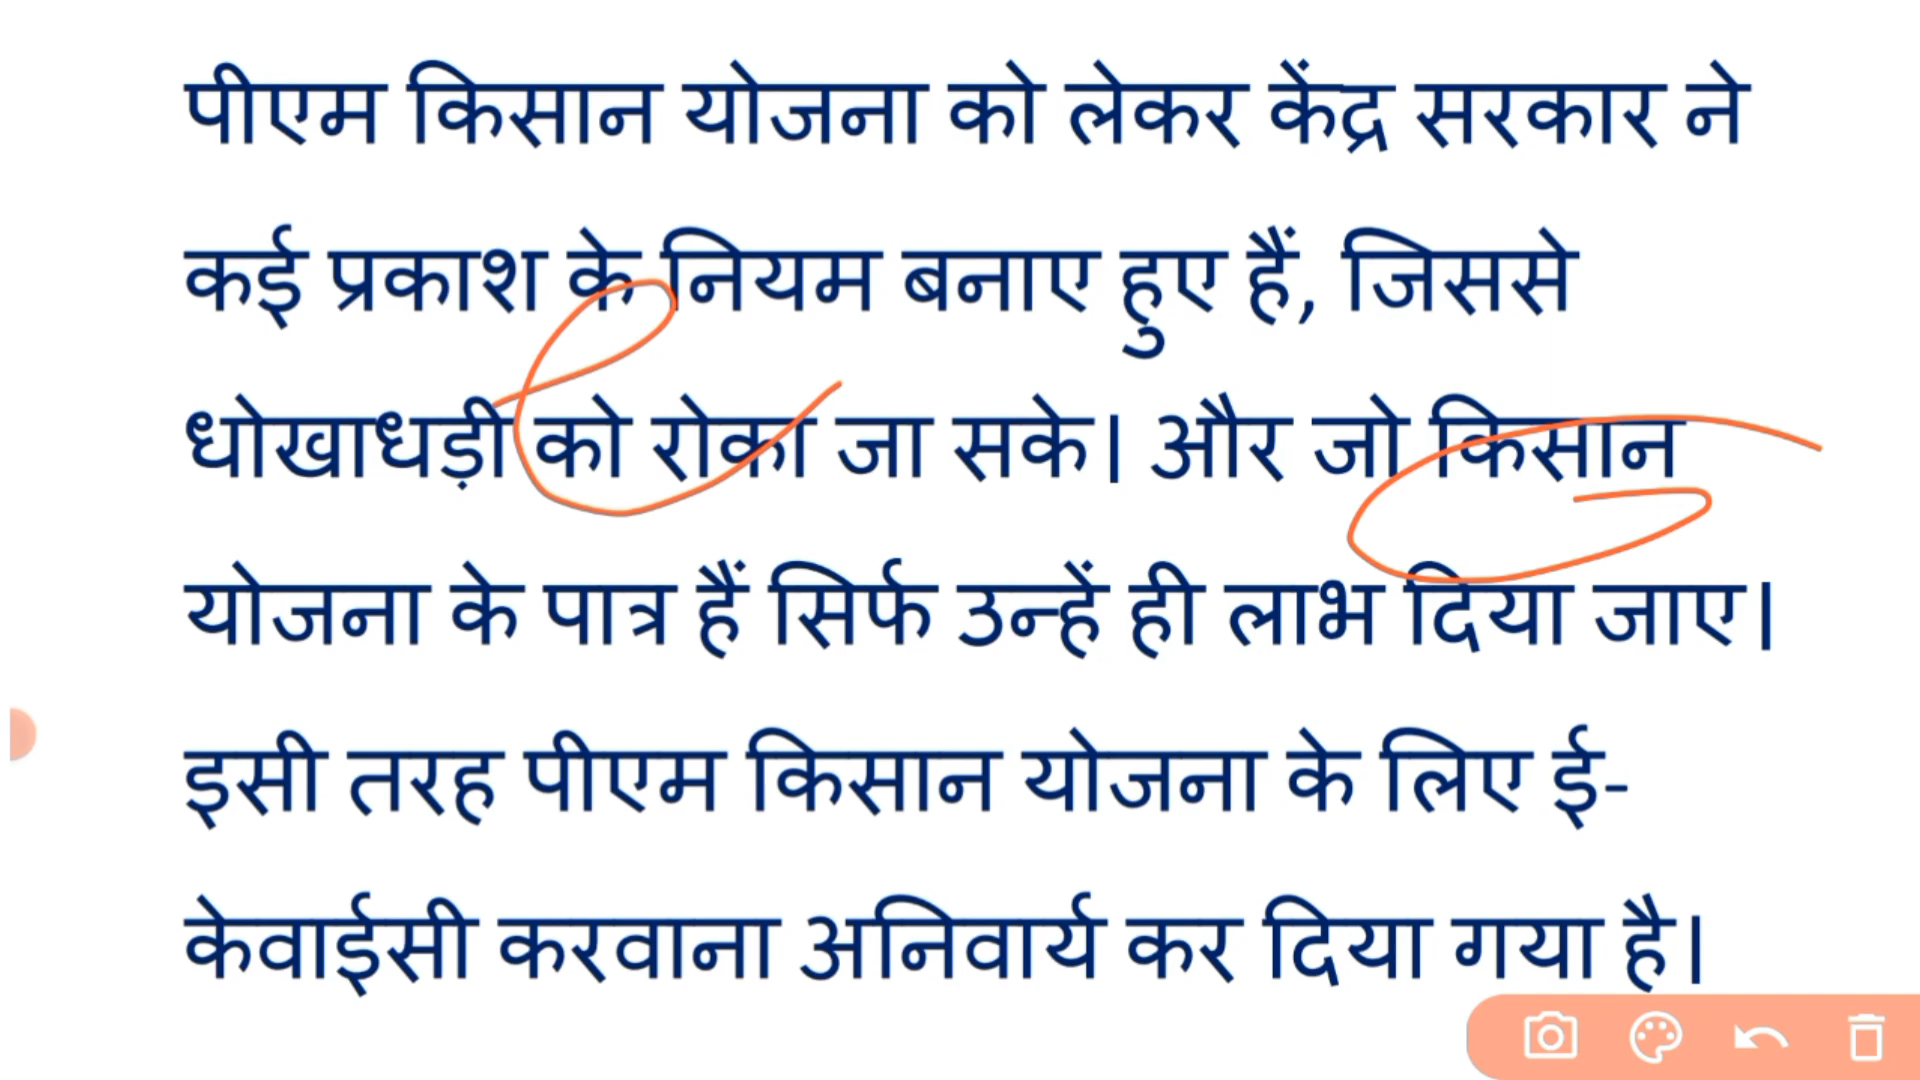 पीएम किसान योजना को लेकर केंद्र सरकार ने
कई प्रकाश के नियम बनाए हुए हैं, जिससे
धोखाधड़ी को रोका जा सके। और जो किसान
योजना के पात्र हैं सिर्फ उन्हें ही लाभ दिया जाए।
इसी तरह पीएम किसान योजना के लिए ई-
केवाईसी करवाना अनिवार्य कर दिया गया है।